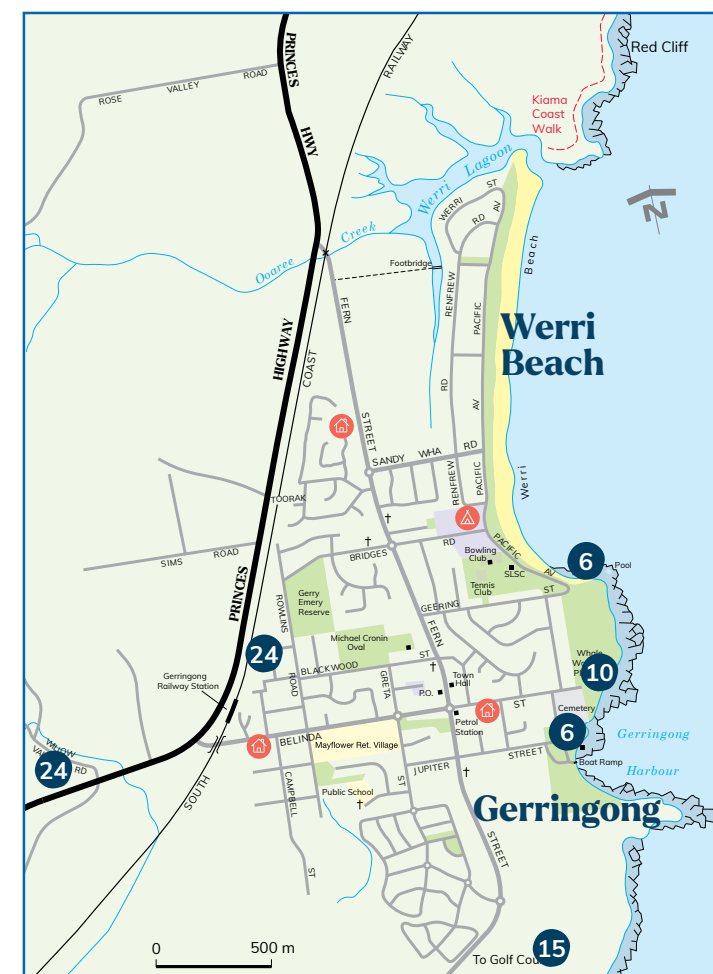 Red Cliff
PRINCES
HWY
RAILWAY
ROSE VALLEY ROAD
Kiama
Coast
Walk
Werri Lagoon
WERRI ST
RD
AV
N
Ooaree Creek
Footbridge
Beach
FERN
RENFREW
PACIFIC
Werri
Beach
HIGHWAY
COAST
RD
AV
STREET
SANDY WHA RD
RENFREW
PACIFIC
Werri
TOORAK
SIMS ROAD
BRIDGES RD
PACIFIC
AV
Bowling
Club
SLSC
6
Pool
PRINCES
Tennis
Club
ST
GEERING
Gerry
Emery
Reserve
ROWLINS
FERN
Michael Cronin
Oval
24
BLACKWOOD ST
Whale
10
Gerringong
Railway Station
ROAD
GRETA
Town
Hall
P.O.
ST
Cemetery
Petrol
Station
6
Gerringong
Harbour
BELINDA
Mayflower Ret. Village
STREET
Boat Ramp
RD
24
JUPITER
SOUTH
CAMPBELL
ST
Public School
ST
Gerringong
STREET
0 500 m
15
To Golf